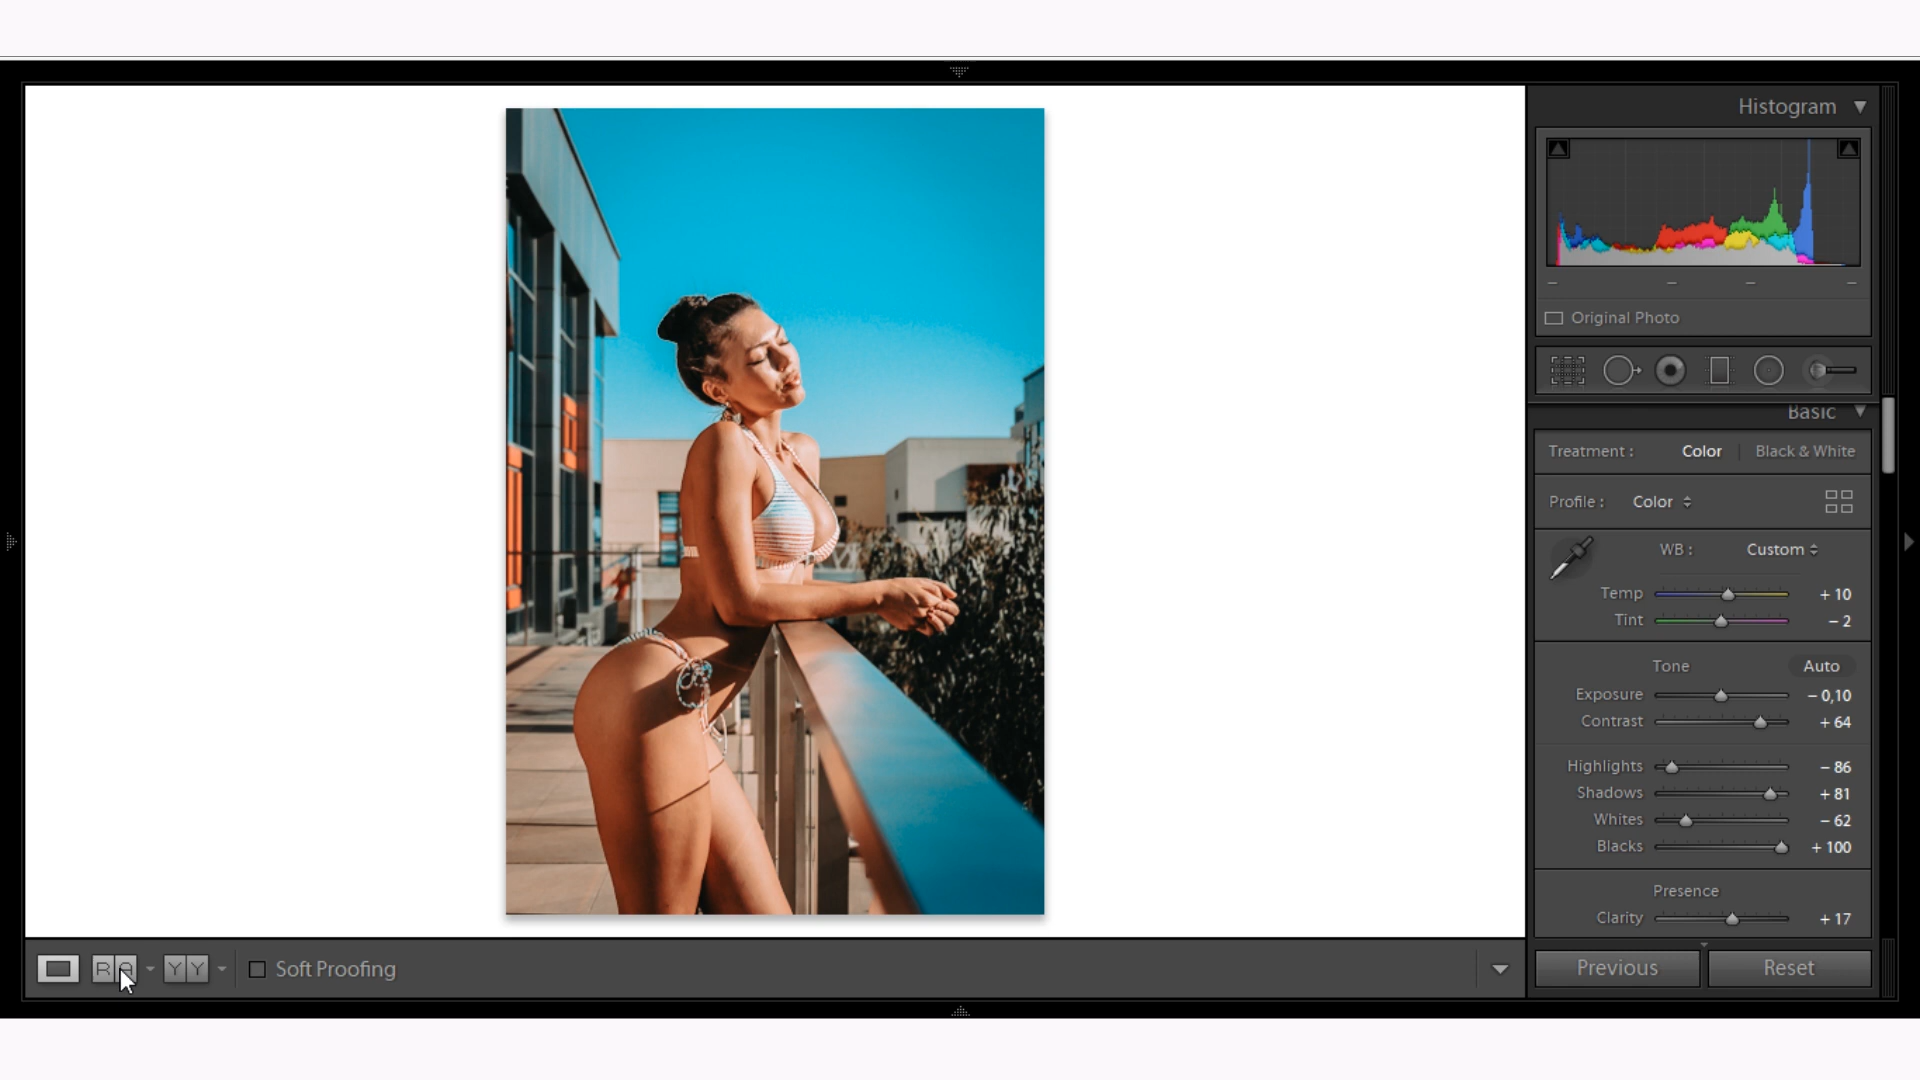 Histogram
Original Photo
Basic
Treatment : Color Black & White
Profile : Color
WB : Custom
Temp + 10
Tint – 2
Tone Auto
Exposure – 0,10
Contrast + 64
Highlights – 86
Shadows + 81
Whites – 62
Blacks + 100
Presence
Clarity + 17
R A Y Y Soft Proofing Previous Reset